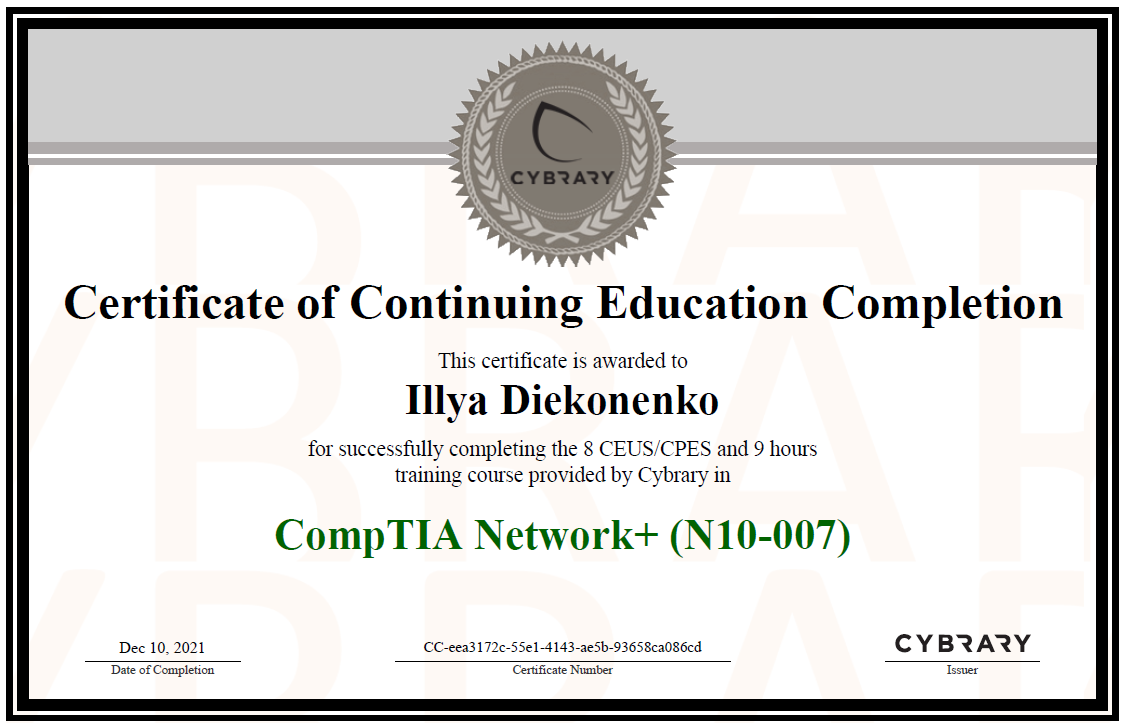 CYBRARY
Certificate of Continuing Education Completion
This certificate is awarded to
Illya Diekonenko
for successfully completing the 8 CEUS/CPES and 9 hours
training course provided by Cybrary in
CompTIA Network+ (N10-007)
Dec 10, 2021
Date of Completion
CC-eea3172c-55e1-4143-ae5b-93658ca086cd
Certificate Number
CYBRARY
Issuer